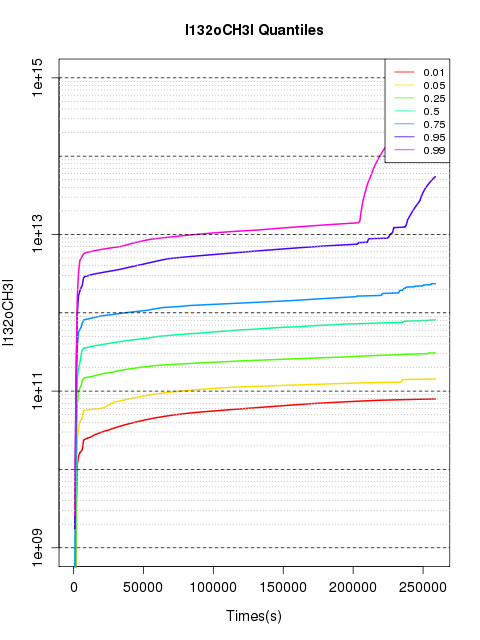 I132oCH3I Quantiles
1e+15
1e+13
1e+11
1e+09
I132oCH3I
0.01
0.05
0.25
0.5
0.75
0.95
0.99
0 50000 100000 150000 200000 250000
Times(s)